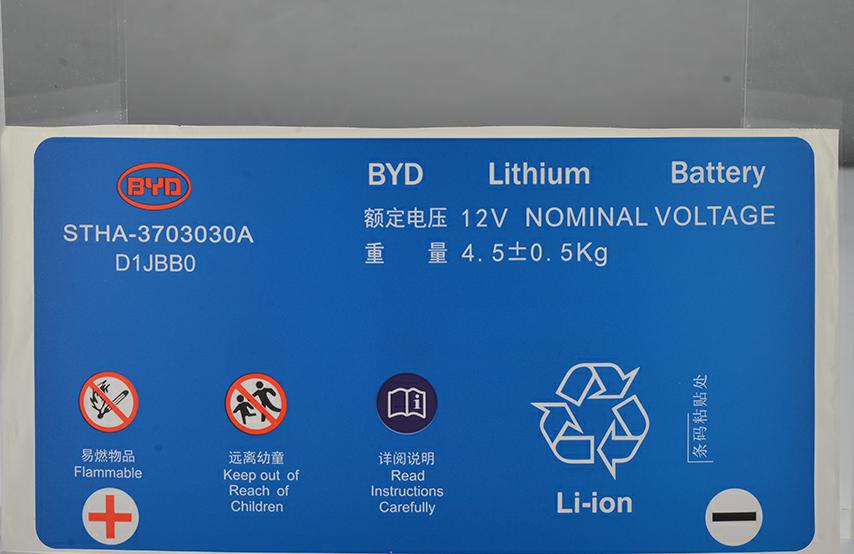 BYD
STHA-3703030A
D1JBB0
BYD Lithium Battery
额定电压 12V NOMINAL VOLTAGE
重 量 4.5±0.5Kg
易燃物品
Flammable
远离幼童
Keep out of
Reach of
Children
详阅说明
Read
Instructions
Carefully
Li-ion
条码粘贴处